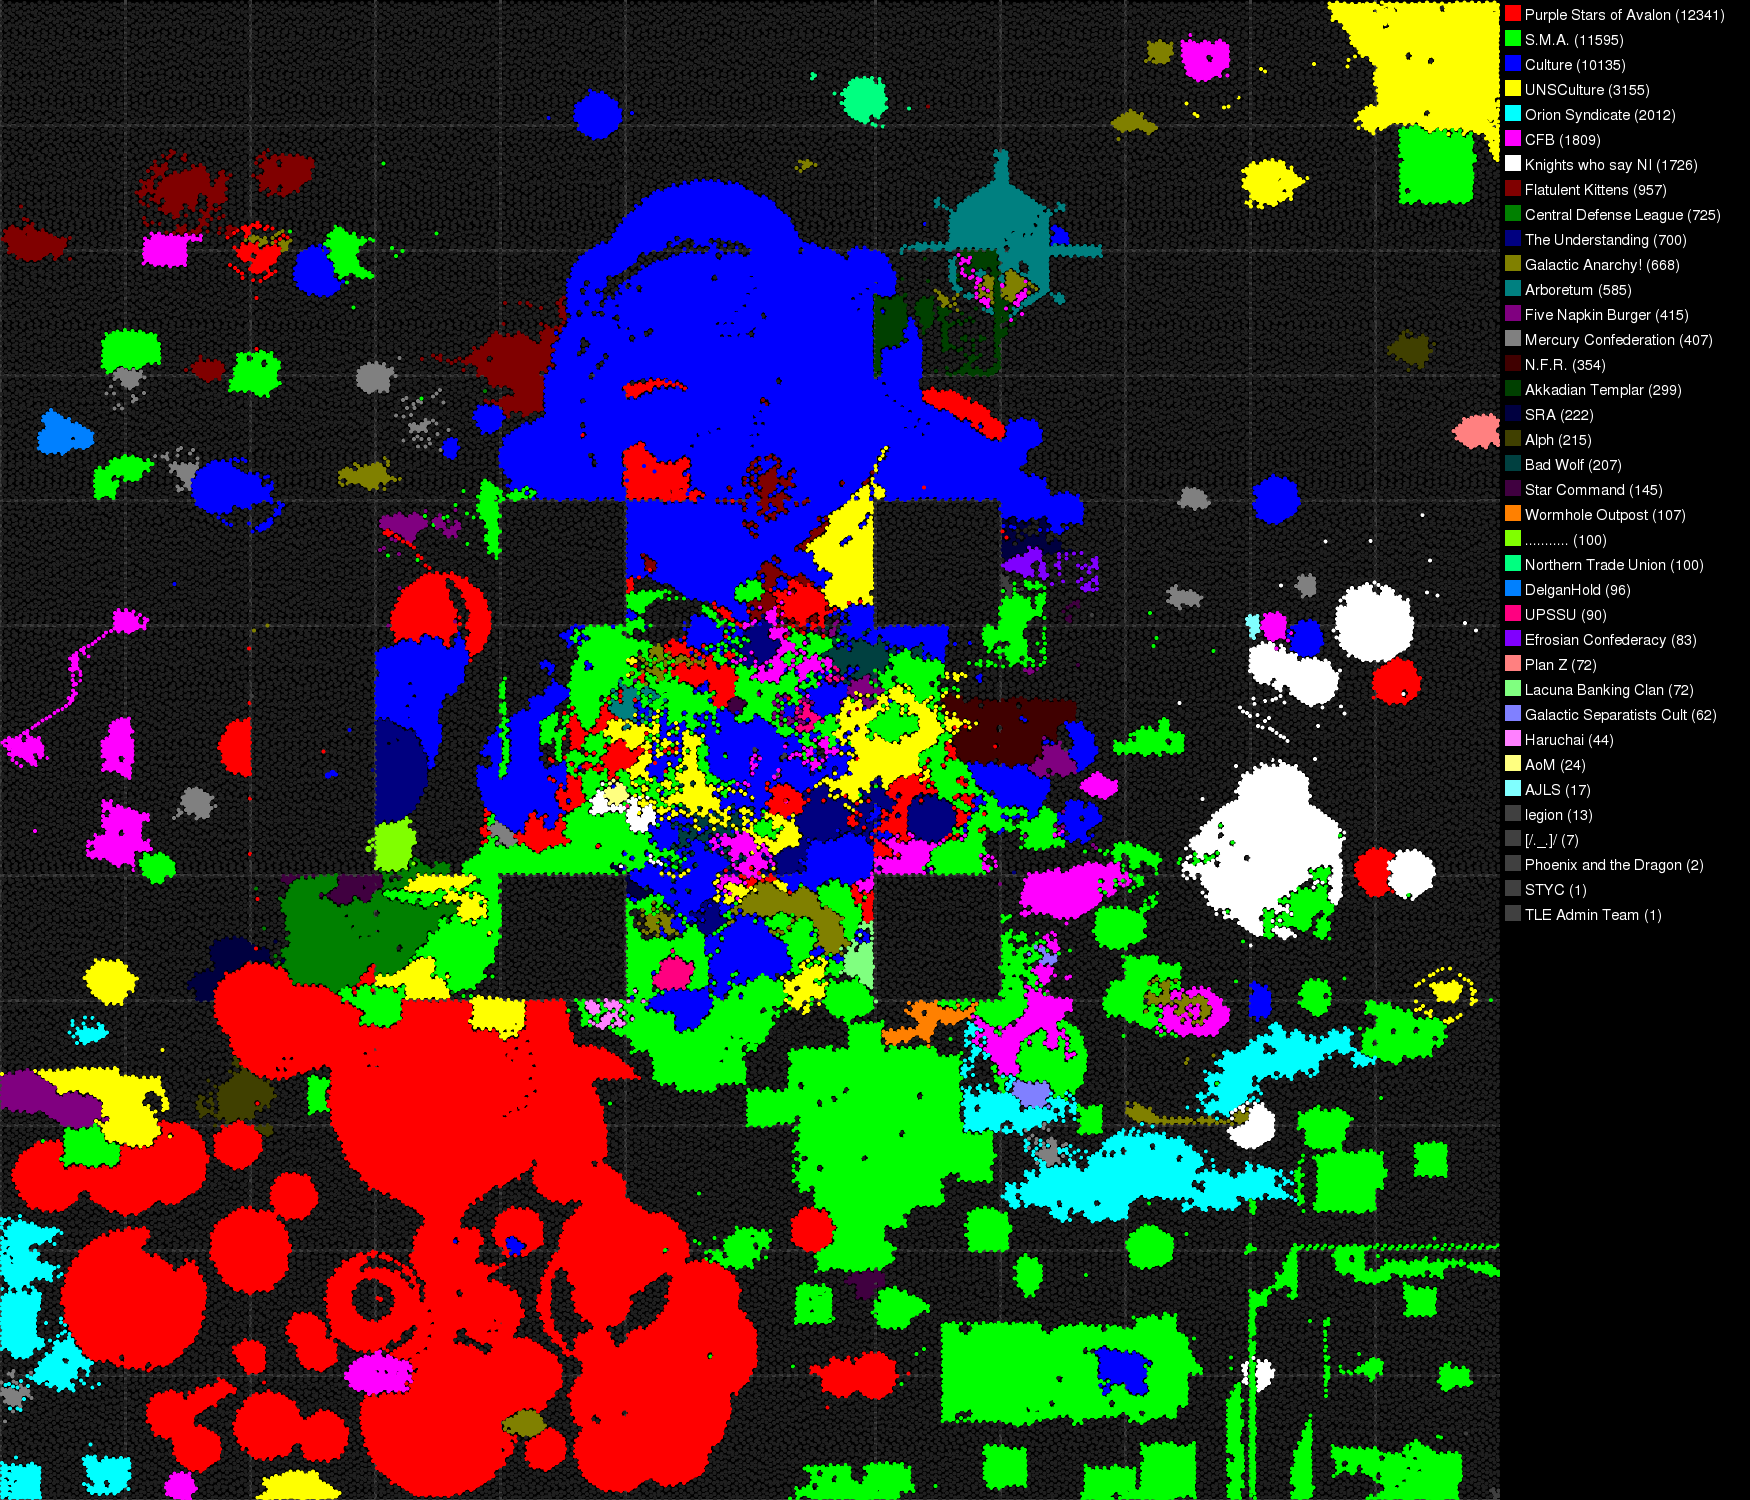 Purple Stars of Avalon (12341)
S.M.A. (11595)
Culture (10135)
UNSCulture (3155)
Orion Syndicate (2012)
CFB (1809)
Knights who say NI (1726)
Flatulent Kittens (957)
Central Defense League (725)
The Understanding (700)
Galactic Anarchy! (668)
Arboretum (585)
Five Napkin Burger (415)
Mercury Confederation (407)
N.F.R. (354)
Akkadian Templar (299)
SRA (222)
Alph (215)
Bad Wolf (207)
Star Command (145)
Wormhole Outpost (107)
........... (100)
Northern Trade Union (100)
DelganHold (96)
UPSSU (90)
Efrosian Confederacy (83)
Plan Z (72)
Lacuna Banking Clan (72)
Galactic Separatists Cult (62)
Haruchai (44)
AoM (24)
AJLS (17)
legion (13)
[/._.]/ (7)
Phoenix and the Dragon (2)
STYC (1)
TLE Admin Team (1)